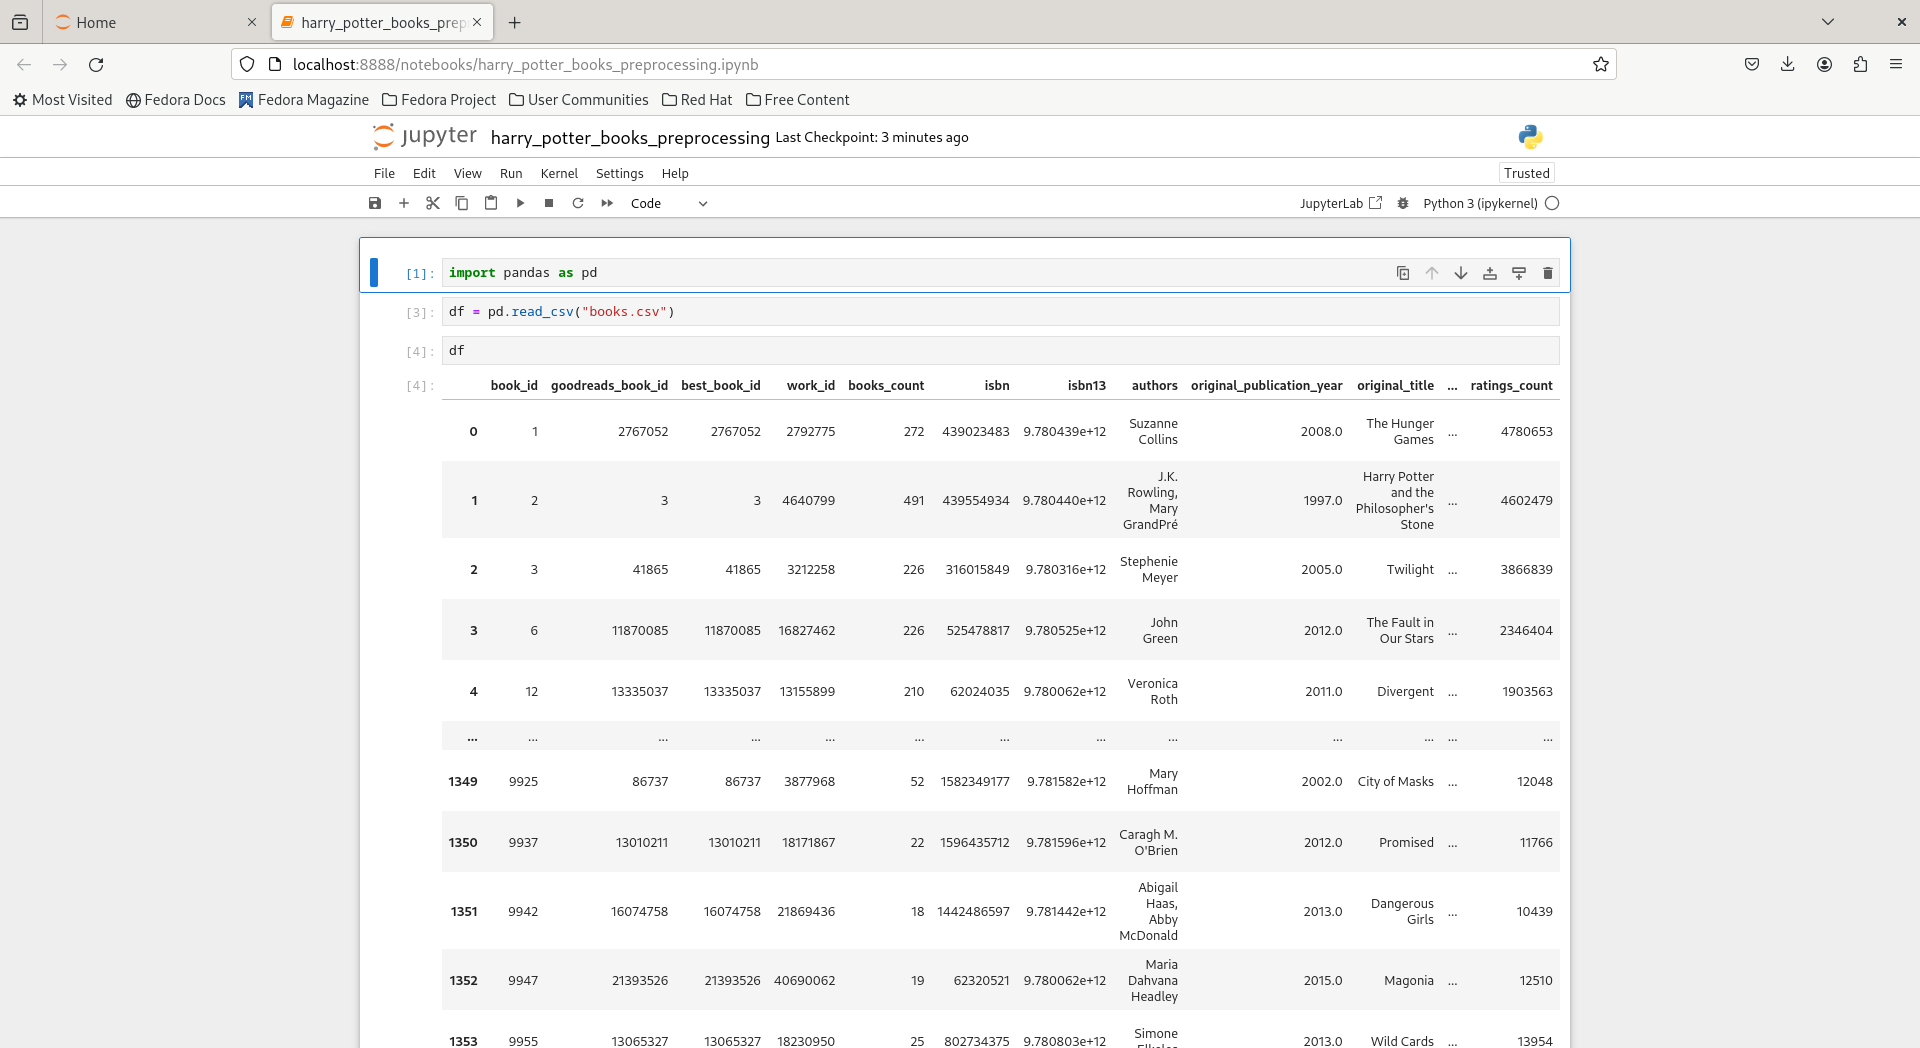 Home
harry_potter_books_prep
localhost:8888/notebooks/harry_potter_books_preprocessing.ipynb
Most Visited Fedora Docs Fedora Magazine Fedora Project User Communities Red Hat Free Content
jupyter harry_potter_books_preprocessing Last Checkpoint: 3 minutes ago
File Edit View Run Kernel Settings Help Trusted
Code JupyterLab Python 3 (ipykernel)
[1]: import pandas as pd
[3]: df = pd.read_csv("books.csv")
[4]: df
[4]: book_id goodreads_book_id best_book_id work_id books_count isbn isbn13 authors original_publication_year original_title ... ratings_count
0 1 2767052 2767052 2792775 272 439023483 9.780439e+12 Suzanne Collins 2008.0 The Hunger Games ... 4780653
1 2 3 3 4640799 491 439554934 9.780440e+12 J.K. Rowling, Mary GrandPré 1997.0 Harry Potter and the Philosopher's Stone ... 4602479
2 3 41865 41865 3212258 226 316015849 9.780316e+12 Stephenie Meyer 2005.0 Twilight ... 3866839
3 6 11870085 11870085 16827462 226 525478817 9.780525e+12 John Green 2012.0 The Fault in Our Stars ... 2346404
4 12 13335037 13335037 13155899 210 62024035 9.780062e+12 Veronica Roth 2011.0 Divergent ... 1903563
... ... ... ... ... ... ... ... ... ... ... ... ...
1349 9925 86737 86737 3877968 52 1582349177 9.781582e+12 Mary Hoffman 2002.0 City of Masks ... 12048
1350 9937 13010211 13010211 18171867 22 1596435712 9.781596e+12 Caragh M. O'Brien 2012.0 Promised ... 11766
1351 9942 16074758 16074758 21869436 18 1442486597 9.781442e+12 Abigail Haas, Abby McDonald 2013.0 Dangerous Girls ... 10439
1352 9947 21393526 21393526 40690062 19 62320521 9.780062e+12 Maria Dahvana Headley 2015.0 Magonia ... 12510
1353 9955 13065327 13065327 18230950 25 802734375 9.780803e+12 Simone 2013.0 Wild Cards ... 13954